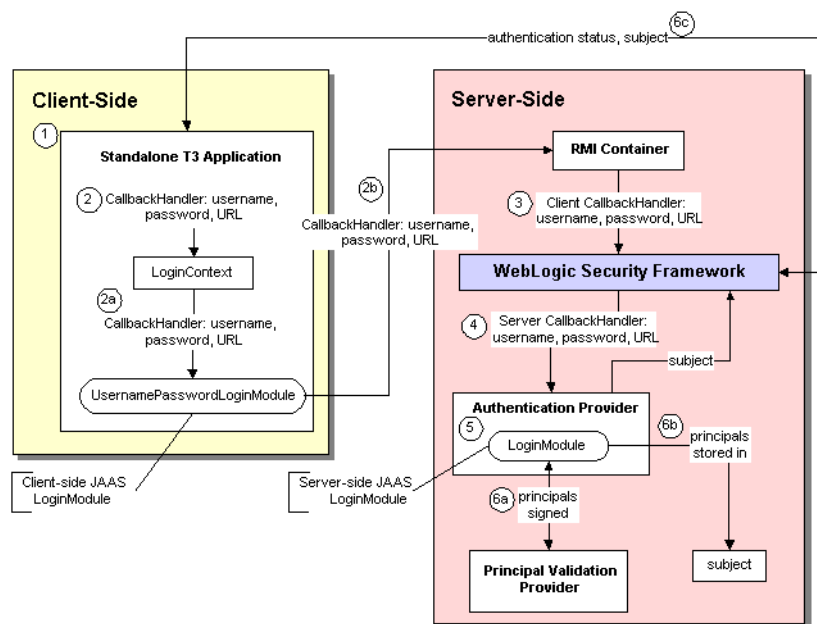 6c
authentication status, subject
Client-Side
1
Standalone T3 Application
2
CallbackHandler: username,
password, URL
LoginContext
2a
CallbackHandler: username,
password, URL
UsernamePasswordLoginModule
Client-side JAAS
LoginModule
2b
CallbackHandler: username,
password, URL
Server-Side
RMI Container
3
Client CallbackHandler:
username, password, URL
WebLogic Security Framework
4
Server CallbackHandler:
username, password, URL
subject
Authentication Provider
5
LoginModule
6b
principals
stored in
Server-side JAAS
LoginModule
6a
principals
signed
Principal Validation
Provider
subject